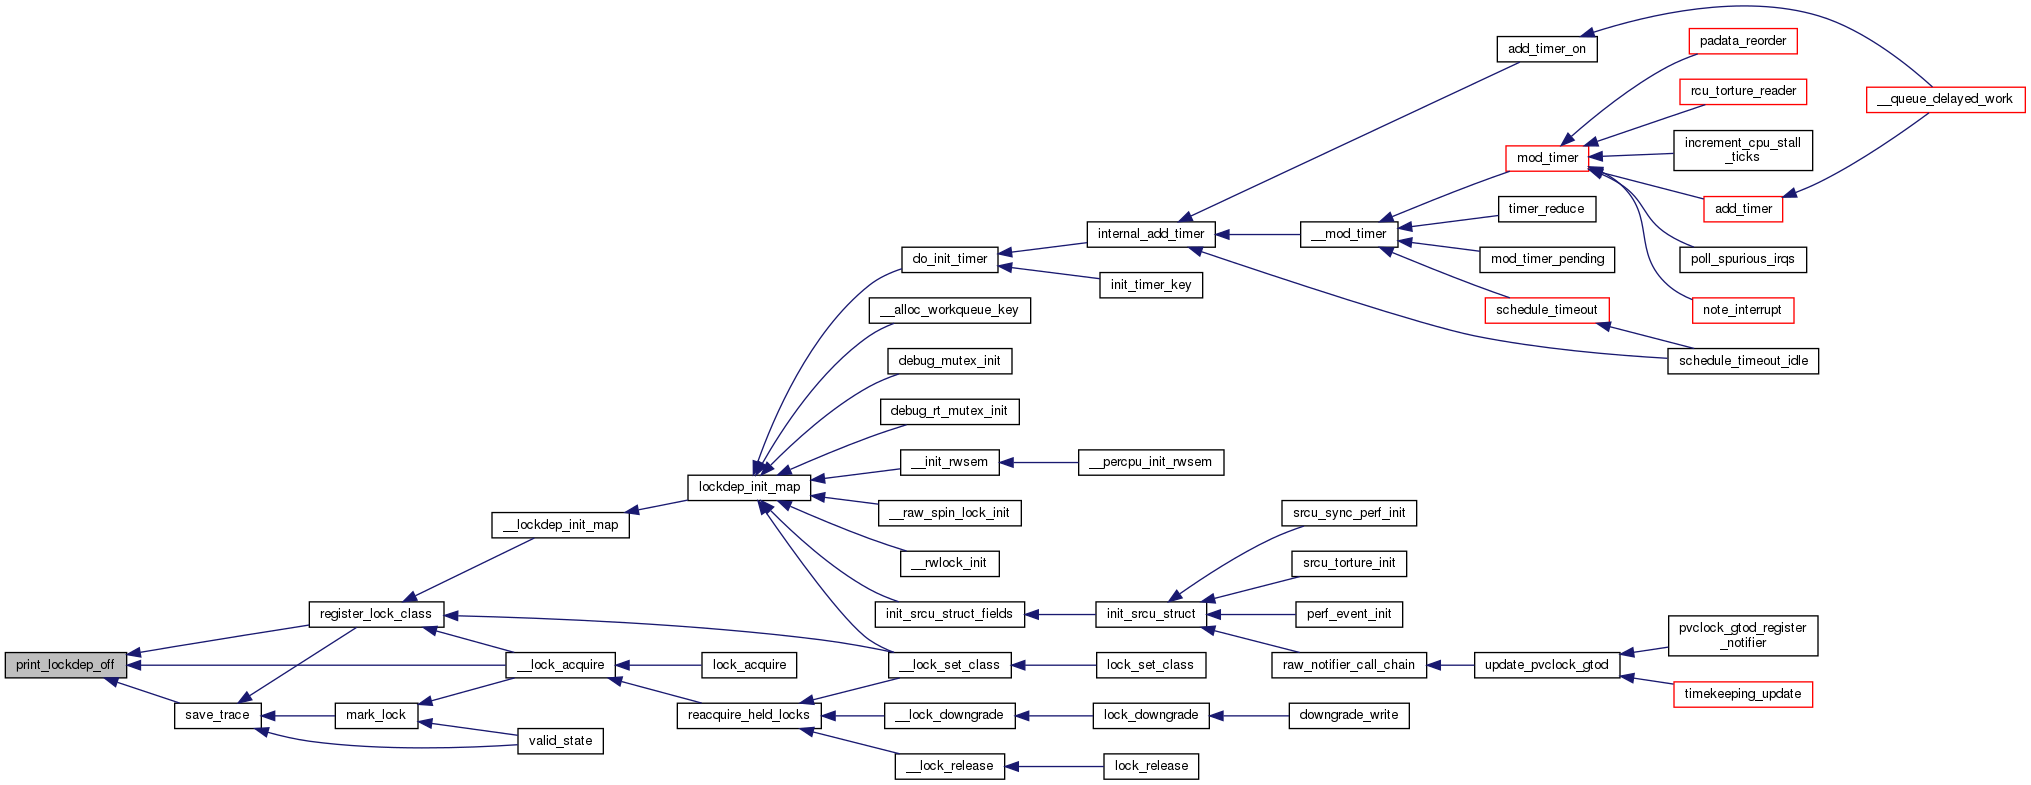 add_timer_on
padata_reorder
rcu_torture_reader
__queue_delayed_work
increment_cpu_stall
_ticks
mod_timer
add_timer
timer_reduce
internal_add_timer
__mod_timer
do_init_timer
mod_timer_pending
poll_spurious_irqs
init_timer_key
__alloc_workqueue_key
schedule_timeout
note_interrupt
debug_mutex_init
schedule_timeout_idle
debug_rt_mutex_init
__init_rwsem
__percpu_init_rwsem
lockdep_init_map
__raw_spin_lock_init
srcu_sync_perf_init
__lockdep_init_map
__rwlock_init
srcu_torture_init
register_lock_class
init_srcu_struct_fields
init_srcu_struct
perf_event_init
pvclock_gtod_register
_notifier
print_lockdep_off
__lock_acquire
lock_acquire
__lock_set_class
lock_set_class
raw_notifier_call_chain
update_pvclock_gtod
timekeeping_update
save_trace
mark_lock
reacquire_held_locks
__lock_downgrade
lock_downgrade
downgrade_write
valid_state
__lock_release
lock_release